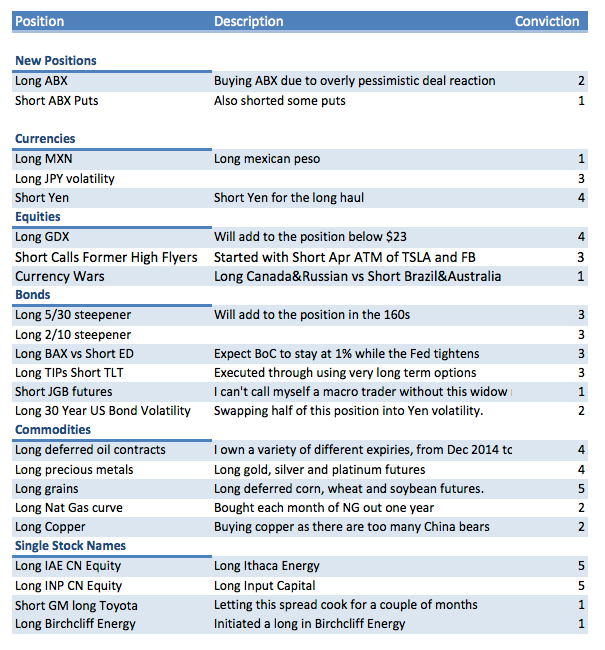 Position Description Conviction
New Positions
Long ABX Buying ABX due to overly pessimistic deal reaction 2
Short ABX Puts Also shorted some puts 1
Currencies
Long MXN Long mexican peso 1
Long JPY volatility 3
Short Yen Short Yen for the long haul 4
Equities
Long GDX Will add to the position below $23 4
Short Calls Former High Flyers Started with Short Apr ATM of TSLA and FB 3
Currency Wars Long Canada&Russian vs Short Brazil&Australia 1
Bonds
Long 5/30 steepener Will add to the position in the 160s 3
Long 2/10 steepener 3
Long BAX vs Short ED Expect BoC to stay at 1% while the Fed tightens 3
Long TIPs Short TLT Executed through using very long term options 3
Short JGB futures I can't call myself a macro trader without this widow 1
Long 30 Year US Bond Volatility Swapping half of this position into Yen volatility. 2
Commodities
Long deferred oil contracts I own a variety of different expiries, from Dec 2014 tc 4
Long precious metals Long gold, silver and platinum futures 4
Long grains Long deferred corn, wheat and soybean futures. 5
Long Nat Gas curve Bought each month of NG out one year 2
Long Copper Buying copper as there are too many China bears 2
Single Stock Names
Long IAE CN Equity Long Ithaca Energy 5
Long INP CN Equity Long Input Capital 5
Short GM long Toyota Letting this spread cook for a couple of months 1
Long Birchcliff Energy Initiated a long in Birchcliff Energy 1